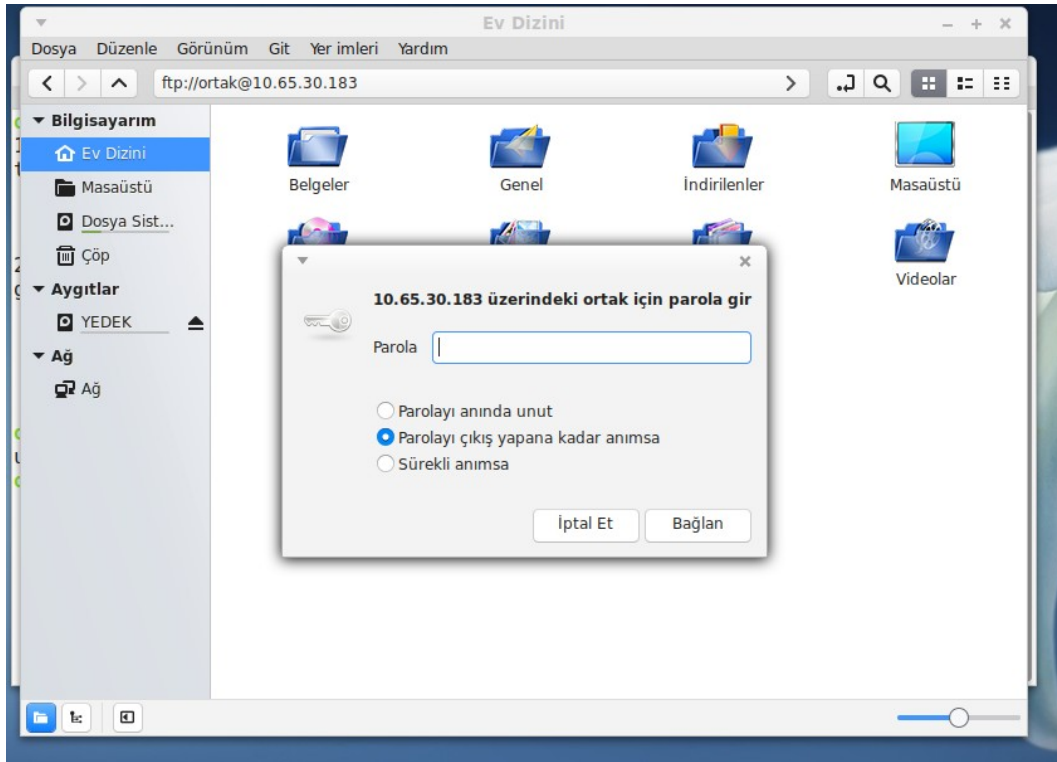 Ev Dizini
Dosya Düzenle Görünüm Git Yer imleri Yardım
ftp://ortak@10.65.30.183
Bilgisayarım
Ev Dizini
Masaüstü
Dosya Sist...
Çöp
Aygıtlar
YEDEK
Ağ
Ağ
Belgeler Genel İndirilenler Masaüstü
Videolar
10.65.30.183 üzerindeki ortak için parola gir
Parola
Parolayı anında unut
Parolayı çıkış yapana kadar anımsa
Sürekli anımsa
İptal Et Bağlan